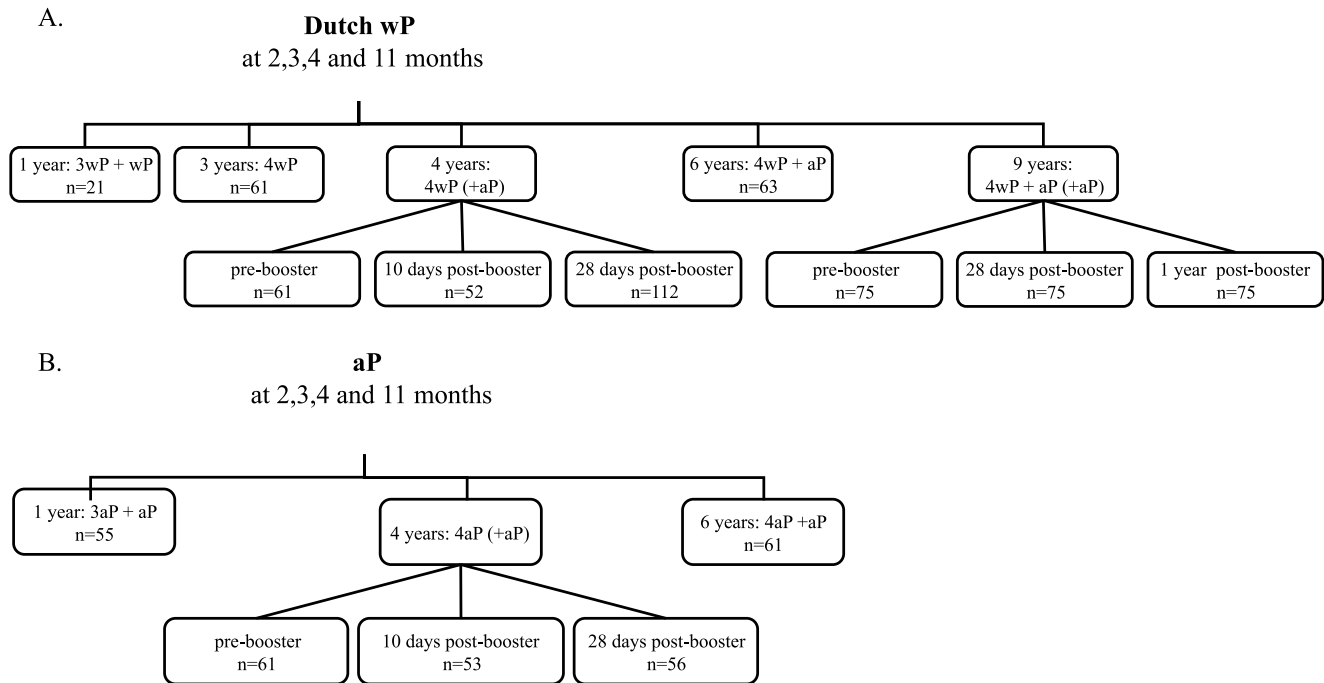 A.
Dutch wP
at 2,3,4 and 11 months
1 year: 3wP + wP
n=21
3 years: 4wP
n=61
4 years:
4wP (+aP)
6 years: 4wP + aP
n=63
9 years:
4wP + aP (+aP)
pre-booster
n=61
10 days post-booster
n=52
28 days post-booster
n=112
pre-booster
n=75
28 days post-booster
n=75
1 year post-booster
n=75
B.
aP
at 2,3,4 and 11 months
1 year: 3aP + aP
n=55
4 years: 4aP (+aP)
6 years: 4aP +aP
n=61
pre-booster
n=61
10 days post-booster
n=53
28 days post-booster
n=56